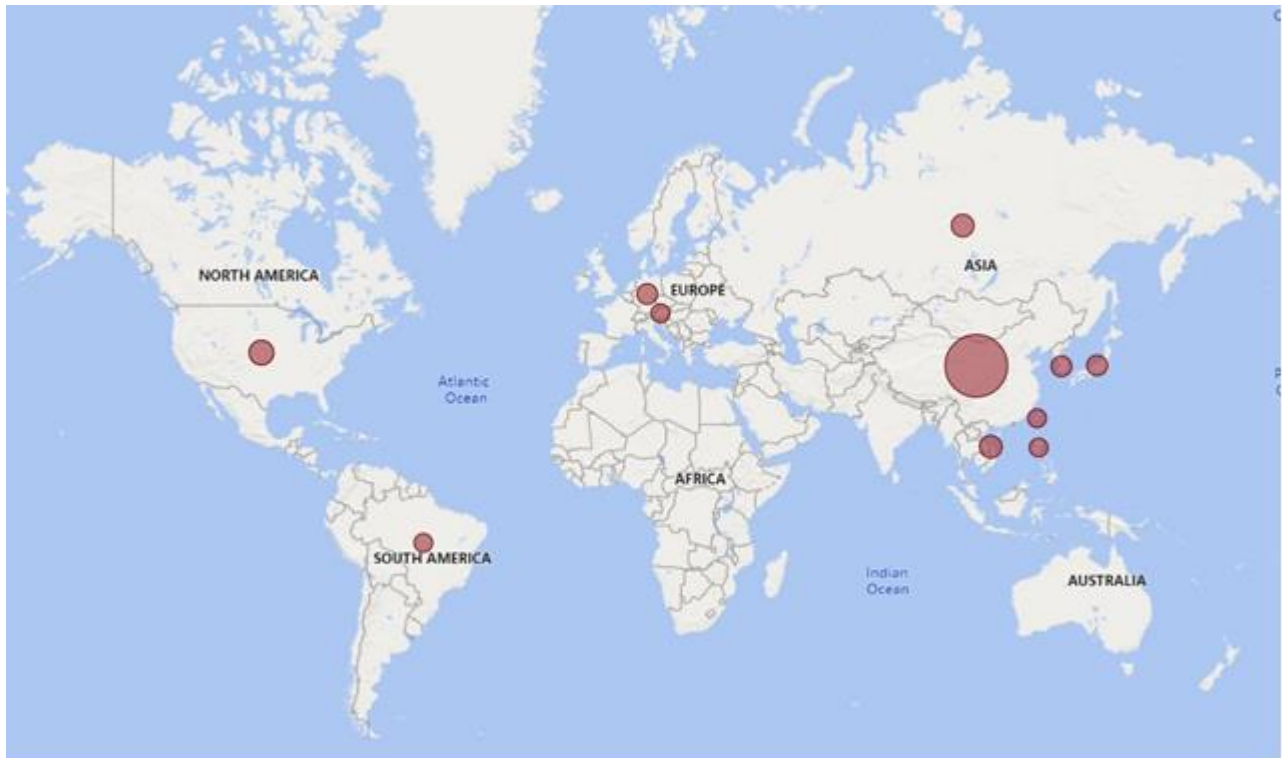 NORTH AMERICA
ASIA
EUROPE
Atlantic
Ocean
AFRICA
SOUTH AMERICA
Indian
Ocean
AUSTRALIA